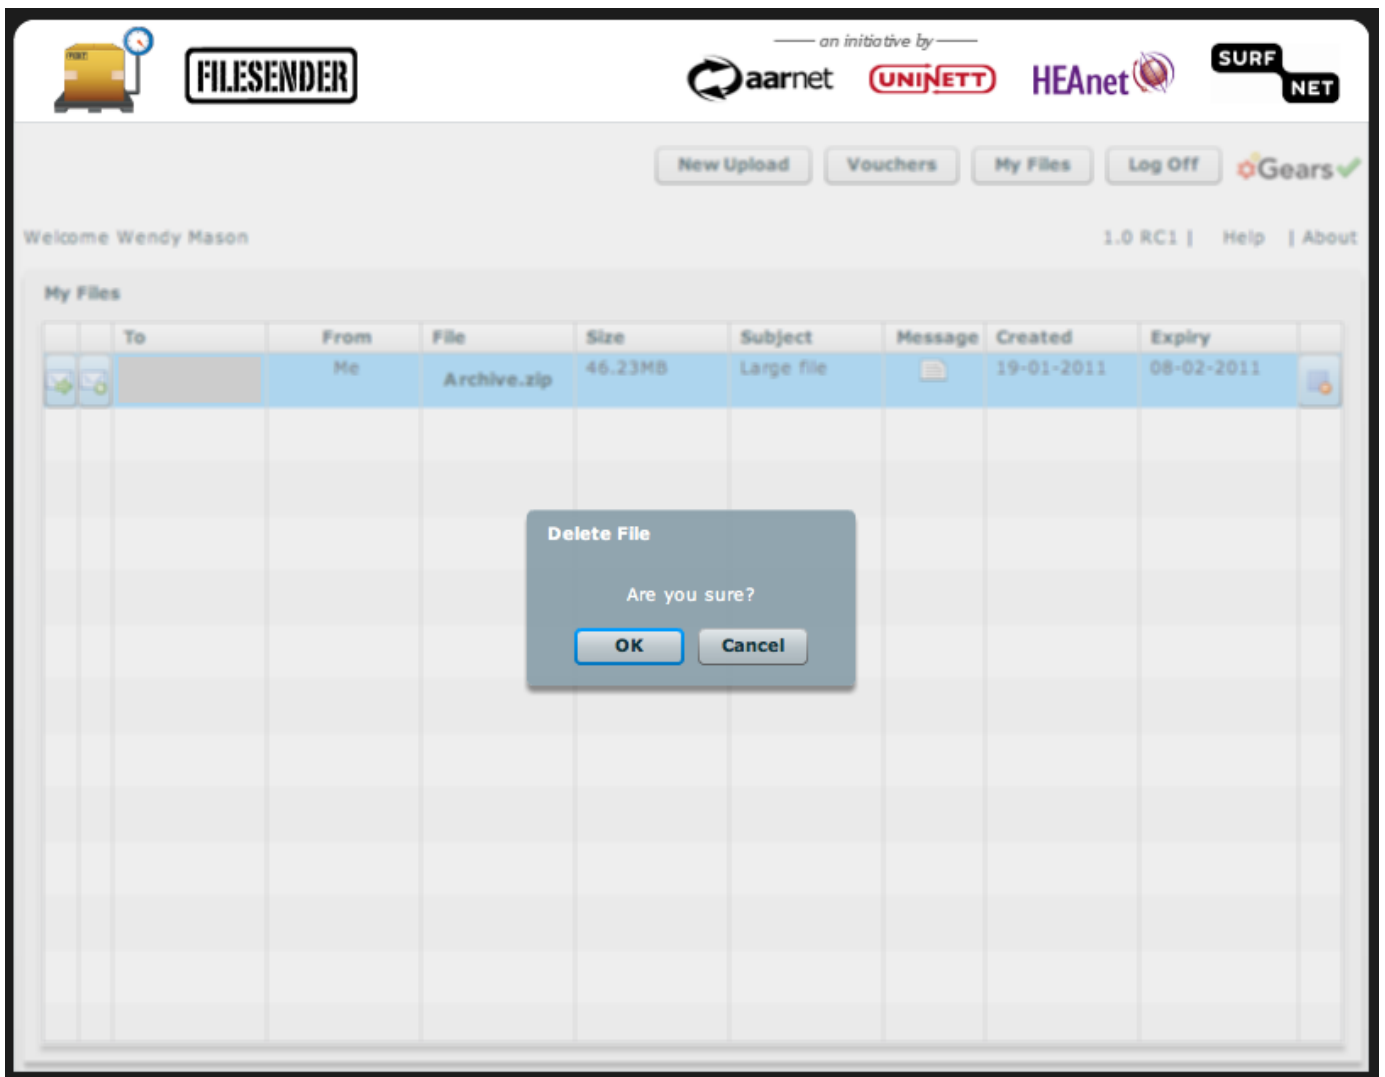 an initiative by
FILESENDER
aarnet
UNINETT
HEAnet
SURF
NET
New Upload
Vouchers
My Files
Log Off
Gears
Welcome Wendy Mason
1.0 RC1 | Help | About
My Files
To From File Size Subject Message Created Expiry
Me Archive.zip 46.23MB Large file 19-01-2011 08-02-2011
Delete File
Are you sure?
OK
Cancel